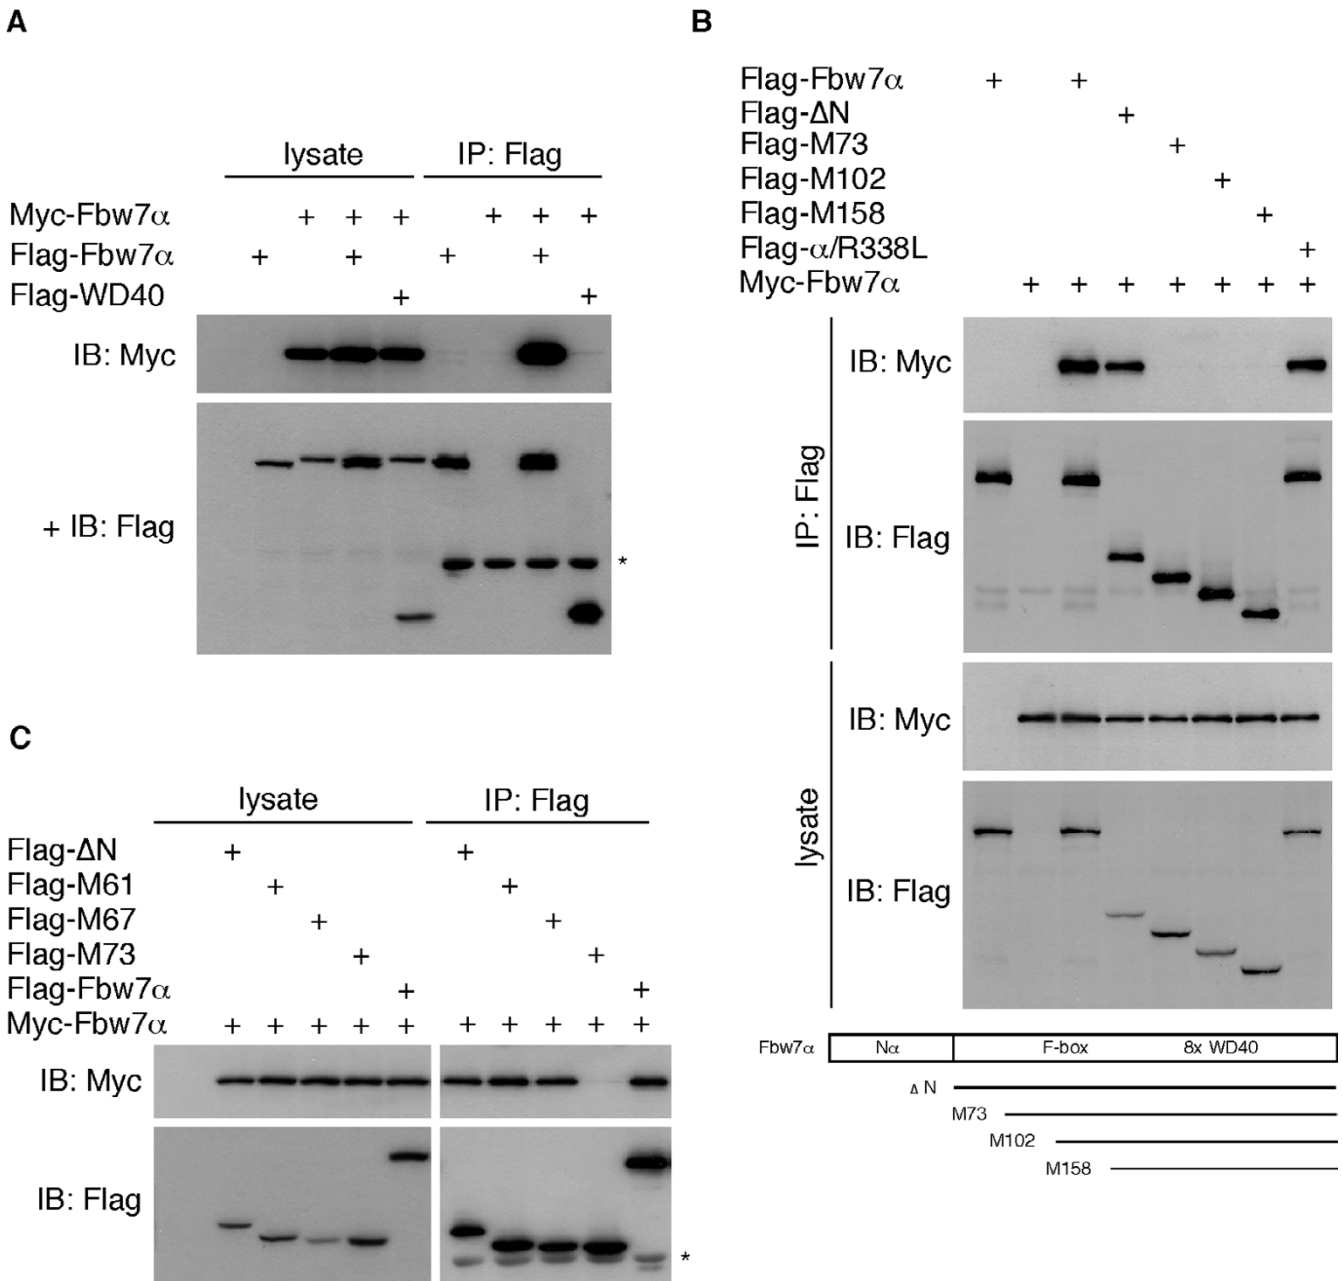 A
lysate IP: Flag
Myc-Fbw7α + + + + + +
Flag-Fbw7α + + + +
Flag-WD40 + +
IB: Myc
+ IB: Flag
*
B
Flag-Fbw7α + +
Flag-ΔN +
Flag-M73 +
Flag-M102 +
Flag-M158 +
Flag-α/R338L +
Myc-Fbw7α + + + + + + +
IP: Flag
IB: Myc
IB: Flag
lysate
IB: Myc
IB: Flag
Fbw7α Nα F-box 8x WD40
Δ N
M73
M102
M158
C
lysate IP: Flag
Flag-ΔN + +
Flag-M61 + +
Flag-M67 + +
Flag-M73 + +
Flag-Fbw7α + +
Myc-Fbw7α + + + + + + + + + +
IB: Myc
IB: Flag
*